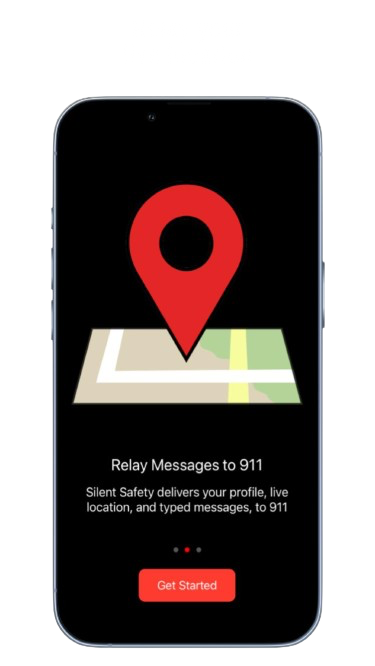 Relay Messages to 911
Silent Safety delivers your profile, live
location, and typed messages, to 911
Get Started